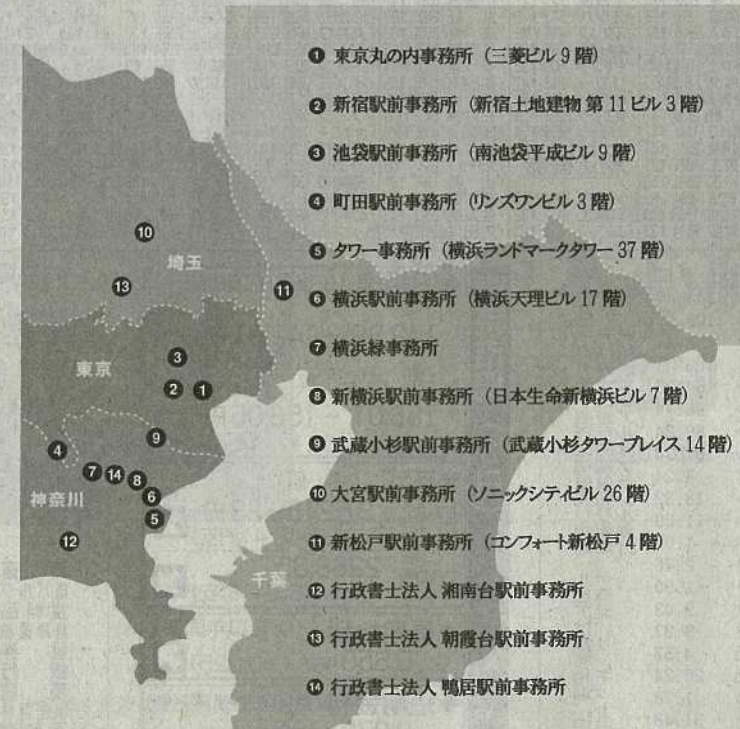 ❶ 東京丸の内事務所（三菱ビル 9 階）
❷ 新宿駅前事務所（新宿土地建物 第 11 ビル 3 階）
❸ 池袋駅前事務所（南池袋平成ビル 9 階）
❹ 町田駅前事務所（リンズワンビル 3 階）
❺ タワー事務所（横浜ランドマークタワー 37 階）
❻ 横浜駅前事務所（横浜天理ビル 17 階）
❼ 横浜緑事務所
❽ 新横浜駅前事務所（日本生命新横浜ビル 7 階）
❾ 武蔵小杉駅前事務所（武蔵小杉タワープレイス 14 階）
❿ 大宮駅前事務所（ソニックシティビル 26 階）
⓫ 新松戸駅前事務所（コンフォート新松戸 4 階）
⓬ 行政書士法人 湘南台駅前事務所
⓭ 行政書士法人 朝霞台駅前事務所
⓮ 行政書士法人 鴨居駅前事務所
❿
埼玉
⓭
⓫
❸
東京
❷ ❶
❾
❹
❼ ⓮ ❽
❻
神奈川
❺
⓬
千葉